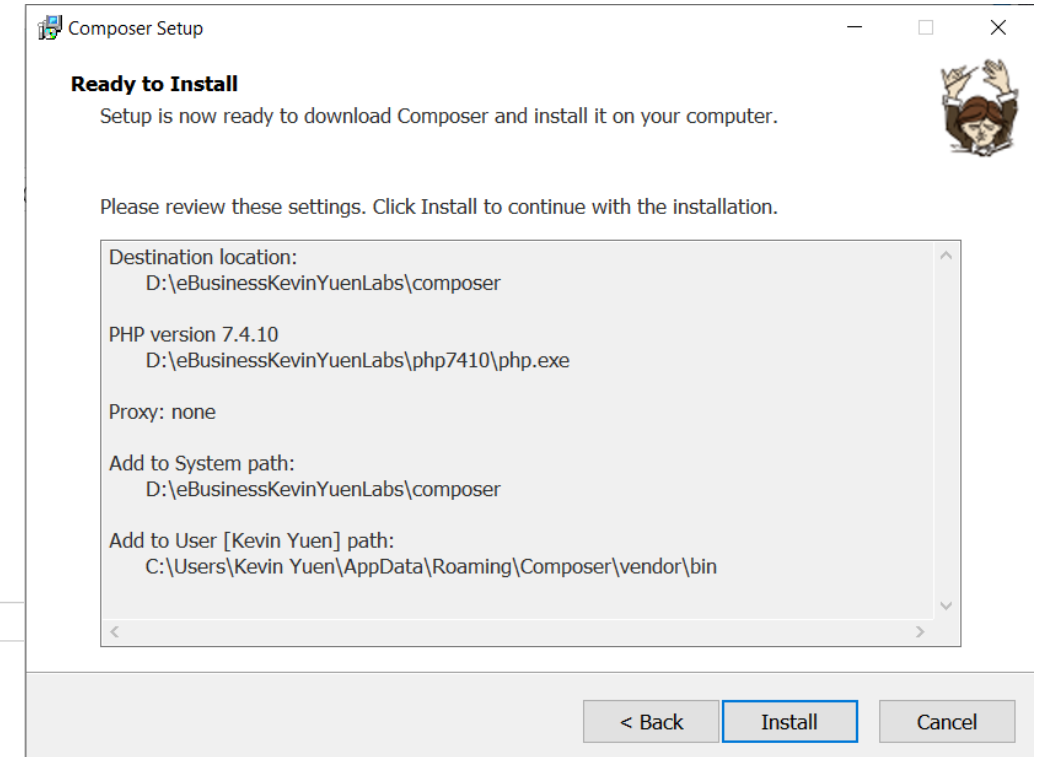 Composer Setup
Ready to Install
Setup is now ready to download Composer and install it on your computer.
Please review these settings. Click Install to continue with the installation.
Destination location:
D:\eBusinessKevinYuenLabs\composer
PHP version 7.4.10
D:\eBusinessKevinYuenLabs\php7410\php.exe
Proxy: none
Add to System path:
D:\eBusinessKevinYuenLabs\composer
Add to User [Kevin Yuen] path:
C:\Users\Kevin Yuen\AppData\Roaming\Composer\vendor\bin
< Back Install Cancel